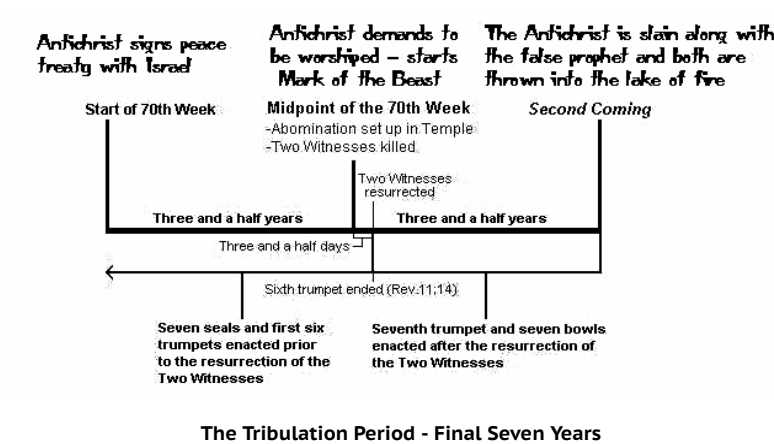 Antichrist signs peace
treaty with Israel
Antichrist demands to
be worshiped – starts
Mark of the Beast
The Antichrist is slain along with
the false prophet and both are
thrown into the lake of fire
Start of 70th Week
Midpoint of the 70th Week
-Abomination set up in Temple
-Two Witnesses killed
Second Coming
Two Witnesses
resurrected
Three and a half years
Three and a half years
Three and a half days
Sixth trumpet ended (Rev.11:14)
Seven seals and first six
trumpets enacted prior
to the resurrection of the
Two Witnesses
Seventh trumpet and seven bowls
enacted after the resurrection of
the Two Witnesses
The Tribulation Period - Final Seven Years